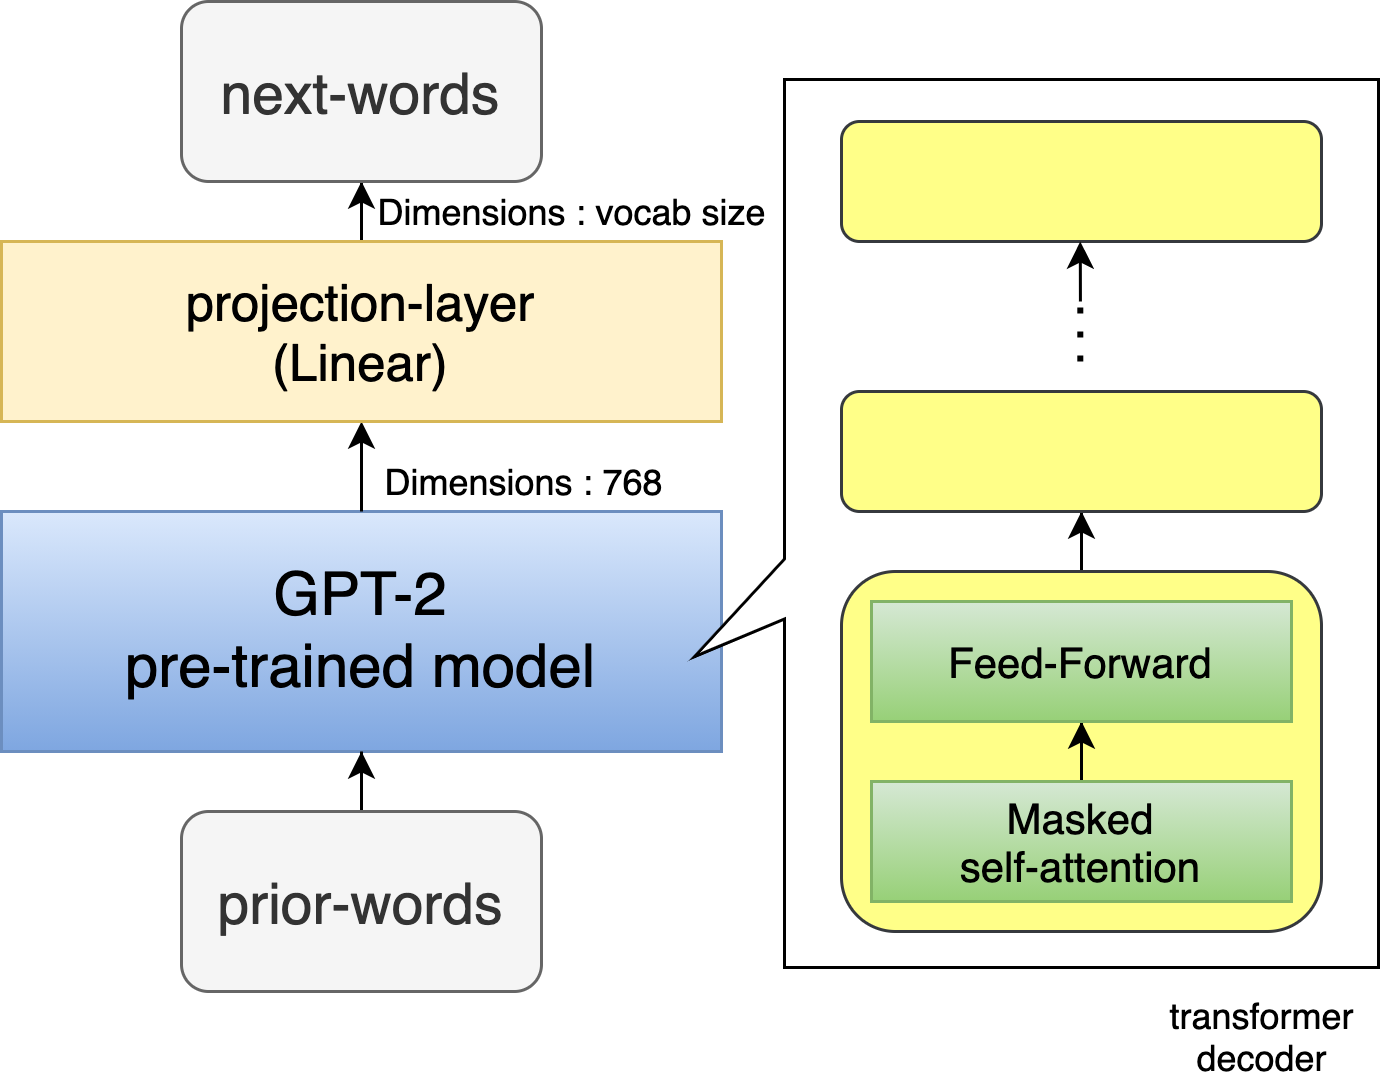 next-words
Dimensions : vocab size
projection-layer
(Linear)
Dimensions : 768
GPT-2
pre-trained model
prior-words
Feed-Forward
Masked
self-attention
transformer
decoder